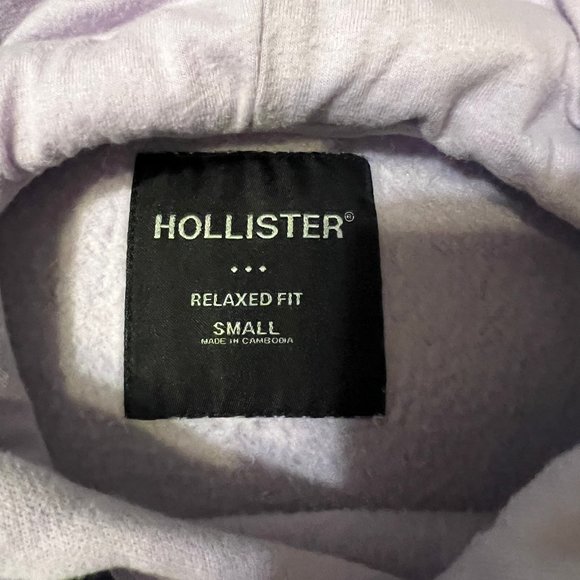 HOLLISTER®
•••
RELAXED FIT
SMALL
MADE IN CAMBODIA